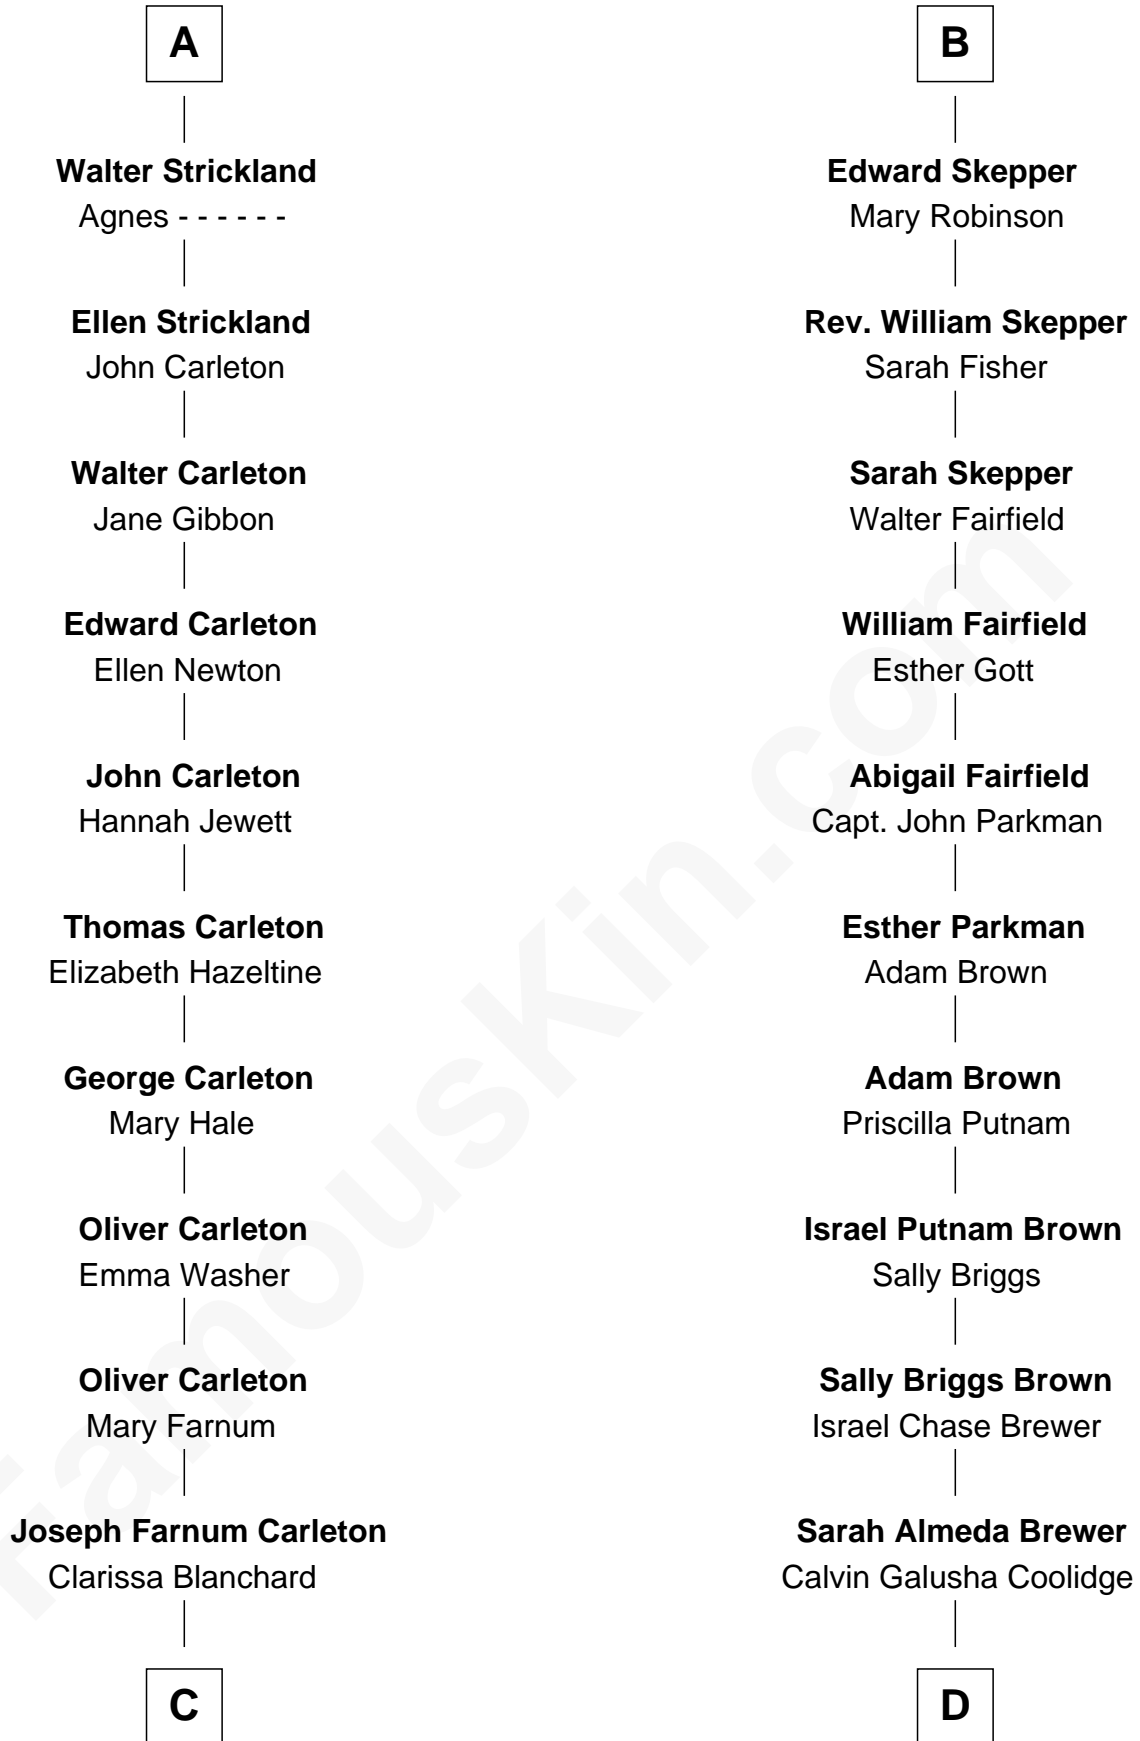 A
Walter Strickland
Agnes - - - - - -
Ellen Strickland
John Carleton
Walter Carleton
Jane Gibbon
Edward Carleton
Ellen Newton
John Carleton
Hannah Jewett
Thomas Carleton
Elizabeth Hazeltine
George Carleton
Mary Hale
Oliver Carleton
Emma Washer
Oliver Carleton
Mary Farnum
Joseph Farnum Carleton
Clarissa Blanchard
C
B
Edward Skepper
Mary Robinson
Rev. William Skepper
Sarah Fisher
Sarah Skepper
Walter Fairfield
William Fairfield
Esther Gott
Abigail Fairfield
Capt. John Parkman
Esther Parkman
Adam Brown
Adam Brown
Priscilla Putnam
Israel Putnam Brown
Sally Briggs
Sally Briggs Brown
Israel Chase Brewer
Sarah Almeda Brewer
Calvin Galusha Coolidge
D
FamousKin.com